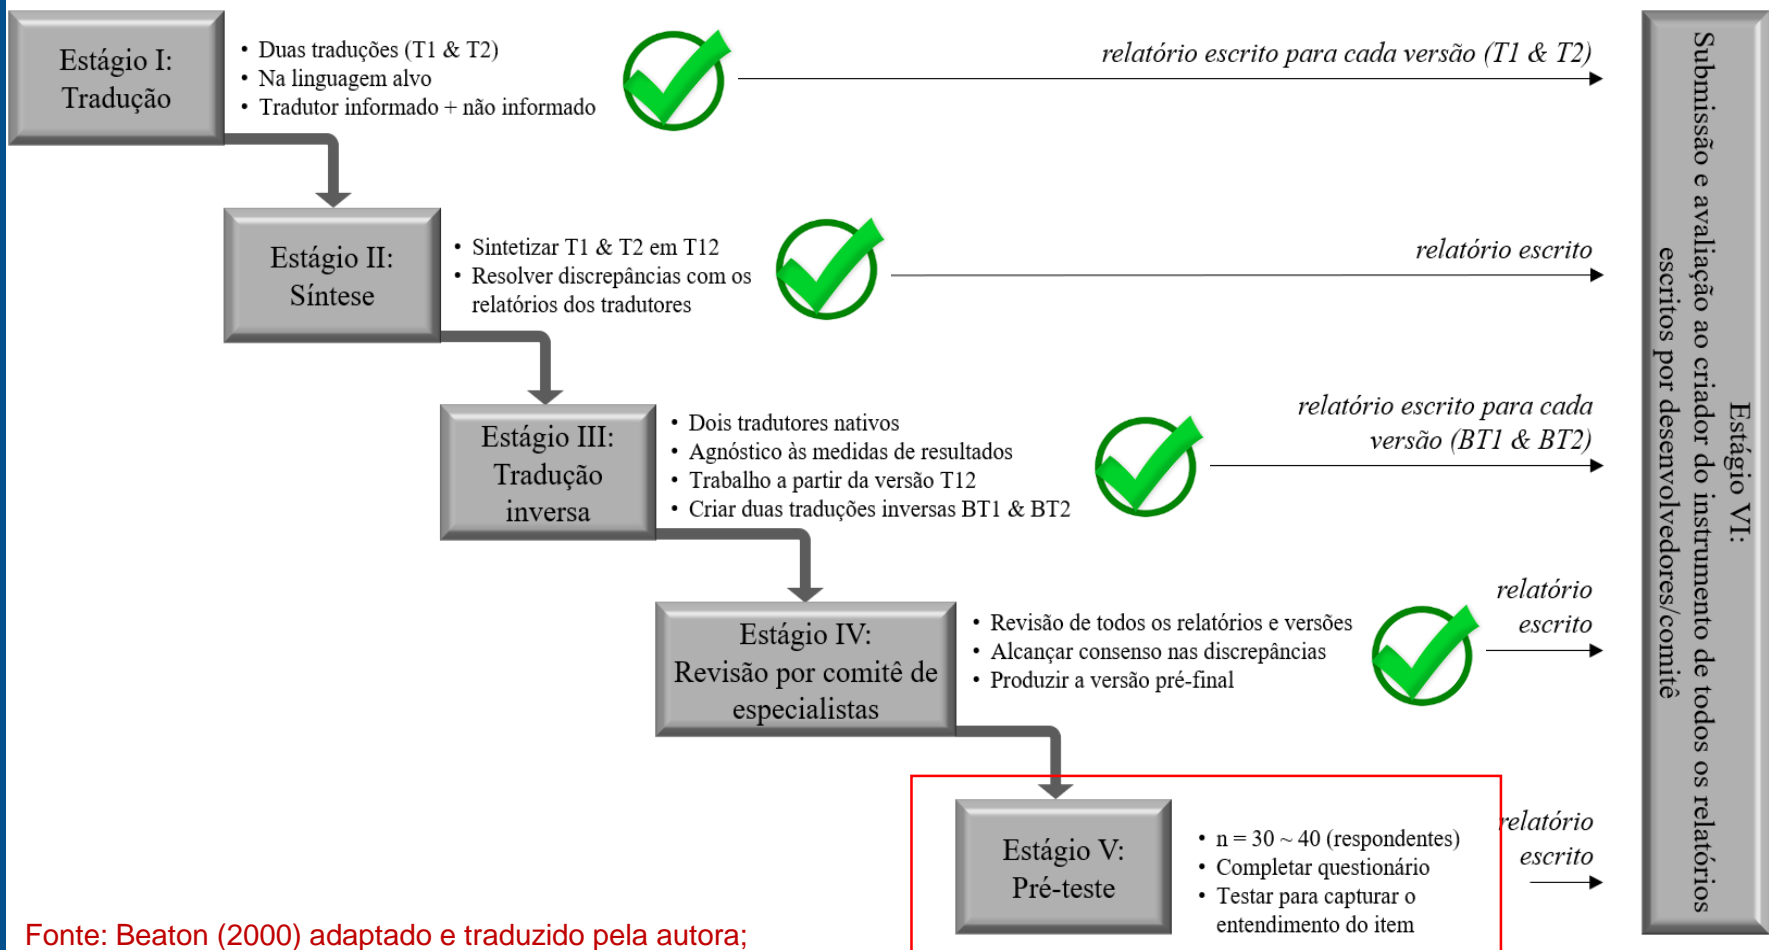 Estágio I:
Tradução
• Duas traduções (T1 & T2)
• Na linguagem alvo
• Tradutor informado + não informado
relatório escrito para cada versão (T1 & T2)
Estágio II:
Síntese
• Sintetizar T1 & T2 em T12
• Resolver discrepâncias com os
relatórios dos tradutores
relatório escrito
Estágio III:
Tradução
inversa
• Dois tradutores nativos
• Agnóstico às medidas de resultados
• Trabalho a partir da versão T12
• Criar duas traduções inversas BT1 & BT2
relatório escrito para cada
versão (BT1 & BT2)
Estágio IV:
Revisão por comitê de
especialistas
• Revisão de todos os relatórios e versões
• Alcançar consenso nas discrepâncias
• Produzir a versão pré-final
relatório
escrito
Estágio V:
Pré-teste
• n = 30 ~ 40 (respondentes)
• Completar questionário
• Testar para capturar o
entendimento do item
relatório
escrito
Estágio VI:
Submissão e avaliação ao criador do instrumento de todos os relatórios
escritos por desenvolvedores/comitê
Fonte: Beaton (2000) adaptado e traduzido pela autora;